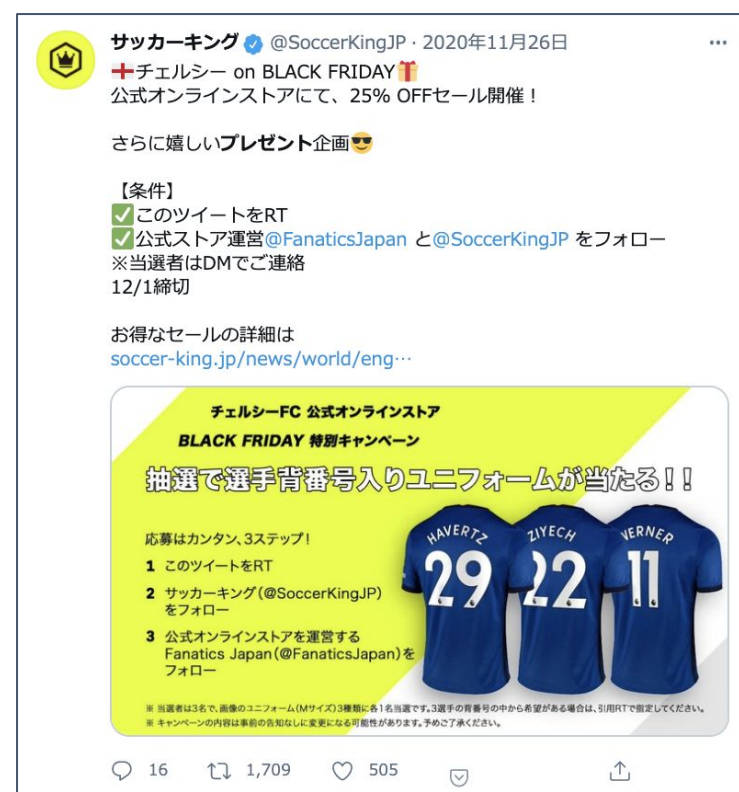 サッカーキング @SoccerKingJP · 2020年11月26日 ...
チェルシー on BLACK FRIDAY
公式オンラインストアにて、25% OFFセール開催！
さらに嬉しいプレゼント企画
【条件】
このツイートをRT
公式ストア運営@FanaticsJapan と@SoccerKingJP をフォロー
※当選者はDMでご連絡
12/1締切
お得なセールの詳細は
soccer-king.jp/news/world/eng…
チェルシーFC 公式オンラインストア
BLACK FRIDAY 特別キャンペーン
抽選で選手背番号入りユニフォームが当たる!!
応募はカンタン、3ステップ！
1 このツイートをRT
2 サッカーキング(@SoccerKingJP)
をフォロー
3 公式オンラインストアを運営する
Fanatics Japan(@FanaticsJapan)を
フォロー
HAVERTZ
29
ZIYECH
22
WERNER
11
※ 当選者は3名で、画像のユニフォーム(Mサイズ)3種類に各1名当選です。3選手の背番号の中から希望がある場合は、引用RTで指定してください。
※ キャンペーンの内容は事前の告知なしに変更になる可能性があります。予めご了承ください。
16 1,709 505